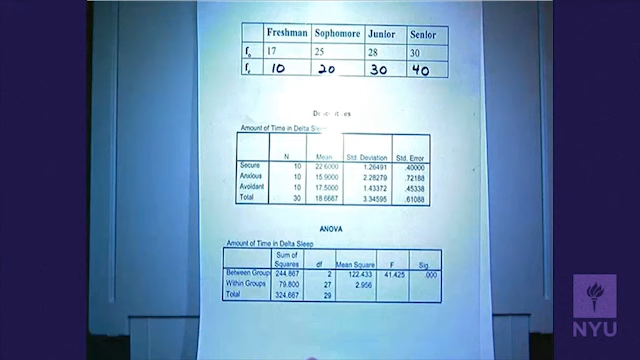 Freshman Sophomore Junior Senior
fo 17 25 28 30
fe 10 20 30 40
Amount of Time in Delta Sleep
N Mean Std. Deviation Std. Error
Secure 10 22.6000 1.26491 .40000
Anxious 10 15.9000 2.28279 .72188
Avoidant 10 17.5000 1.43372 .45338
Total 30 18.6667 3.34595 .61088
ANOVA
Amount of Time in Delta Sleep
Sum of
Squares df Mean Square F Sig.
Between Group 244.867 2 122.433 41.425 .000
Within Groups 79.800 27 2.956
Total 324.667 29
NYU